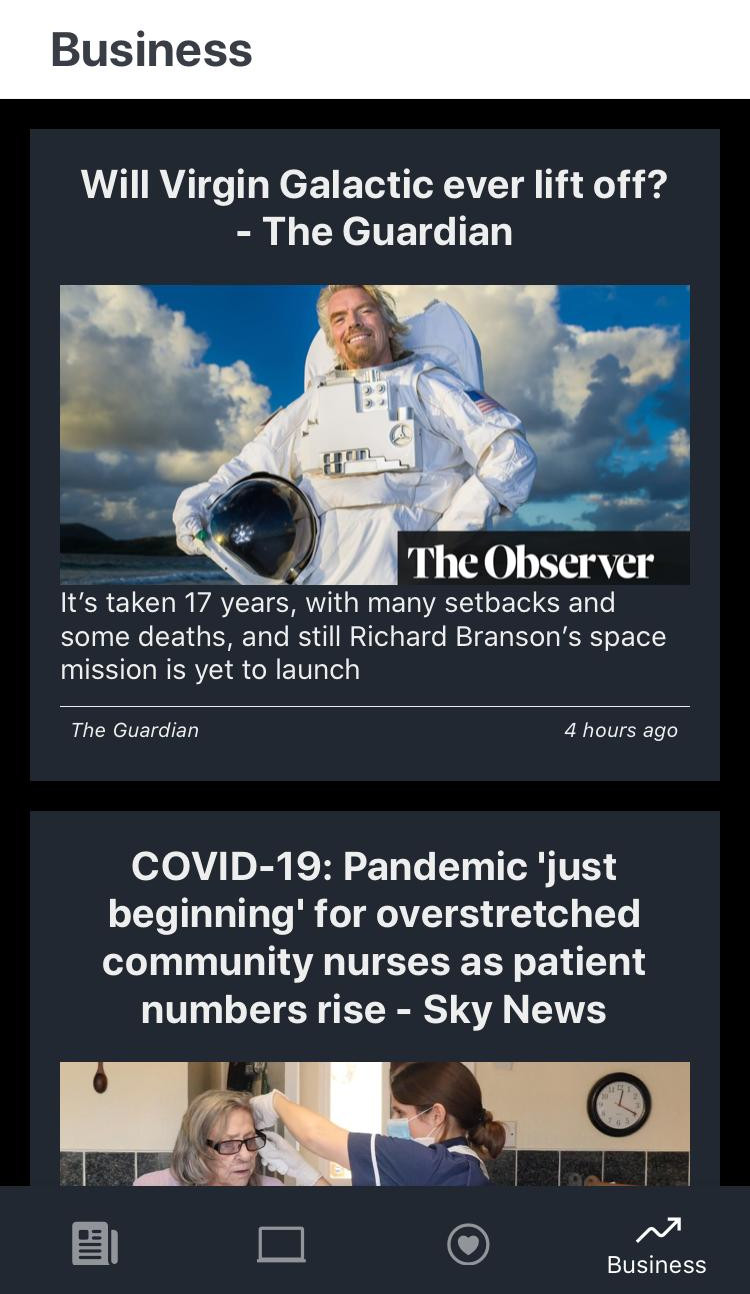 Business
Will Virgin Galactic ever lift off?
- The Guardian
The Observer
It’s taken 17 years, with many setbacks and
some deaths, and still Richard Branson’s space
mission is yet to launch
The Guardian
4 hours ago
COVID-19: Pandemic 'just
beginning' for overstretched
community nurses as patient
numbers rise - Sky News
Business